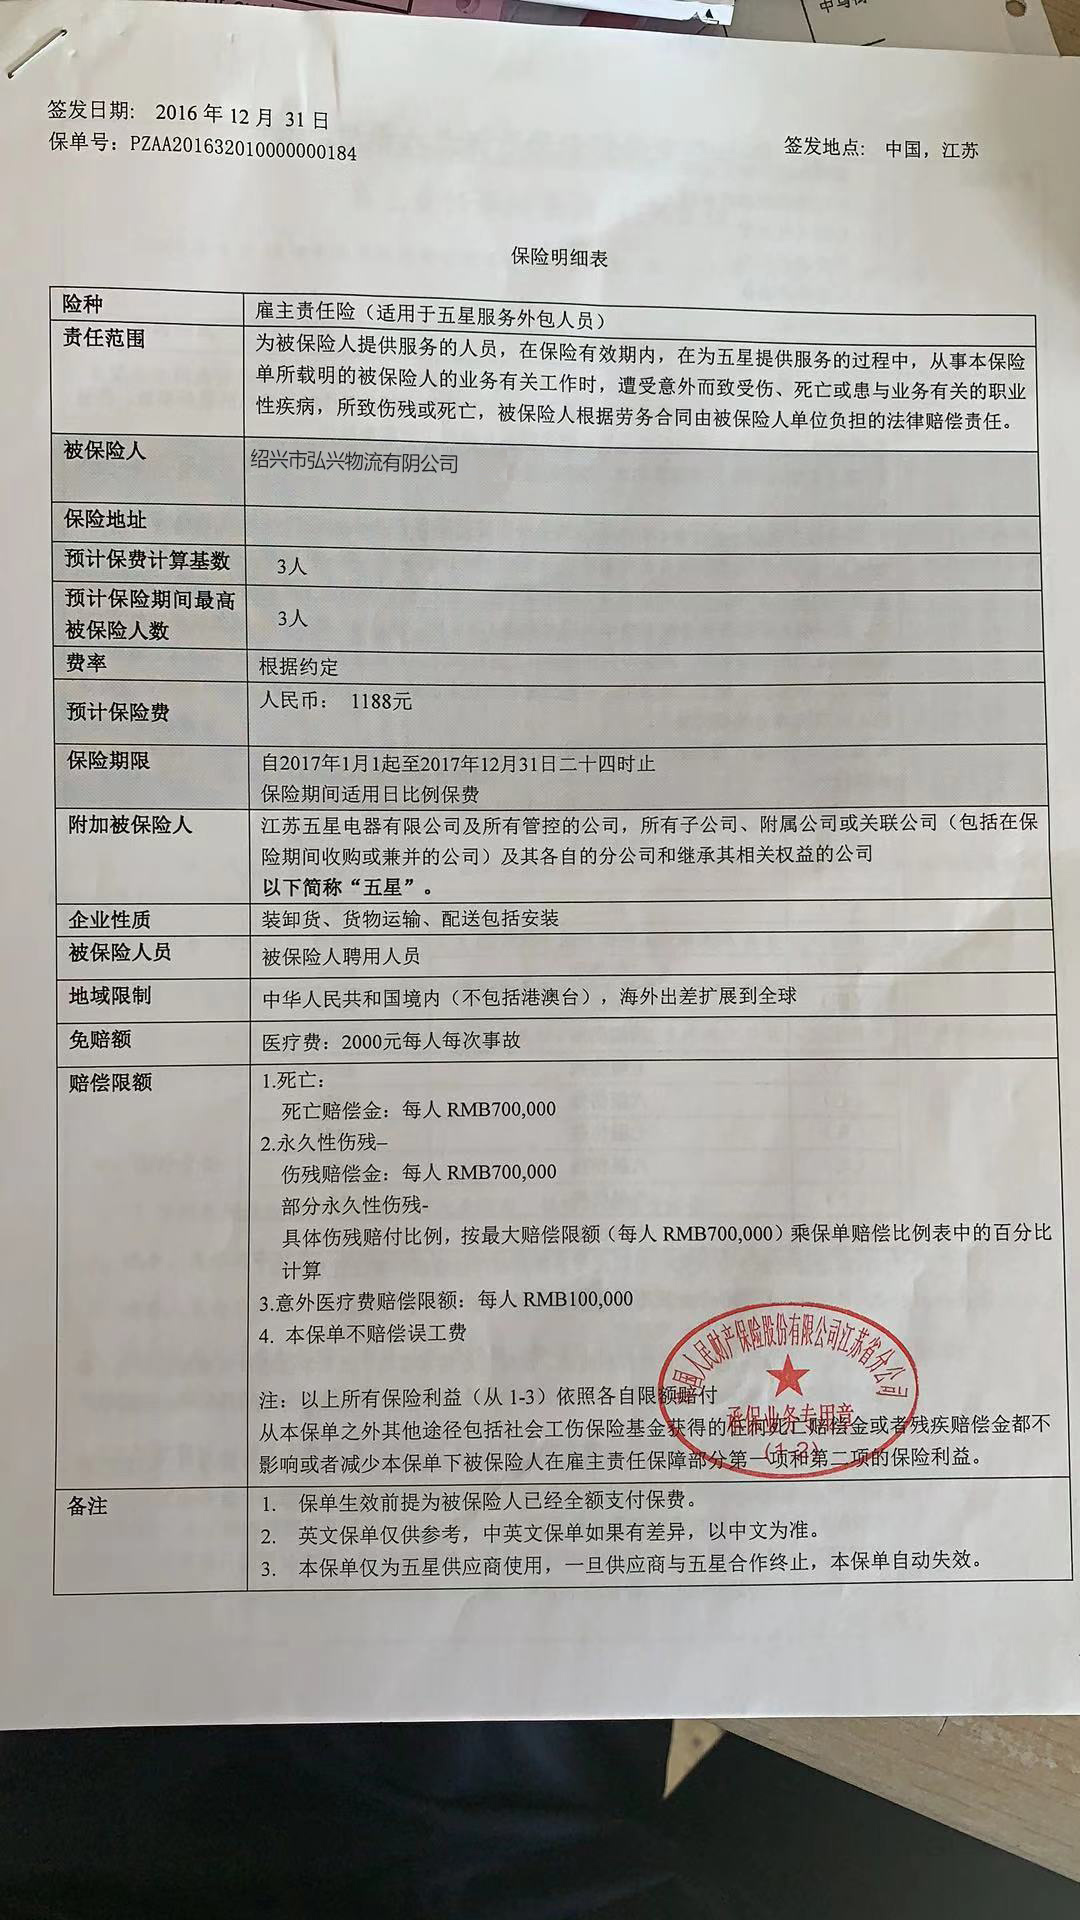 签发日期： 2016 年 12 月 31 日
保单号：PZAA201632010000000184
签发地点： 中国，江苏
保险明细表
险种
雇主责任险（适用于五星服务外包人员）
责任范围
为被保险人提供服务的人员，在保险有效期内，在为五星提供服务的过程中，从事本保险
单所载明的被保险人的业务有关工作时，遭受意外而致受伤、死亡或患与业务有关的职业
性疾病，所致伤残或死亡，被保险人根据劳务合同由被保险人单位负担的法律赔偿责任。
被保险人
绍兴市弘兴物流有阴公司
保险地址
预计保费计算基数
3人
预计保险期间最高
被保险人数
3人
费率
根据约定
预计保险费
人民币： 1188元
保险期限
自2017年1月1起至2017年12月31日二十四时止
保险期间适用日比例保费
附加被保险人
江苏五星电器有限公司及所有管控的公司，所有子公司、附属公司或关联公司（包括在保
险期间收购或兼并的公司）及其各自的分公司和继承其相关权益的公司
以下简称“五星”。
企业性质
装卸货、货物运输、配送包括安装
被保险人员
被保险人聘用人员
地域限制
中华人民共和国境内（不包括港澳台），海外出差扩展到全球
免赔额
医疗费：2000元每人每次事故
赔偿限额
1.死亡：
死亡赔偿金：每人 RMB700,000
2.永久性伤残–
伤残赔偿金：每人 RMB700,000
部分永久性伤残-
具体伤残赔付比例，按最大赔偿限额（每人 RMB700,000）乘保单赔偿比例表中的百分比
计算
3.意外医疗费赔偿限额：每人 RMB100,000
4. 本保单不赔偿误工费
注：以上所有保险利益（从 1-3）依照各自限额赔付
从本保单之外其他途径包括社会工伤保险基金获得的任何死亡赔偿金或者残疾赔偿金都不
影响或者减少本保单下被保险人在雇主责任保障部分第一项和第二项的保险利益。
中国人民财产保险股份有限公司江苏省分公司
承保业务专用章
（1-2）
备注
1. 保单生效前提为被保险人已经全额支付保费。
2. 英文保单仅供参考，中英文保单如果有差异，以中文为准。
3. 本保单仅为五星供应商使用，一旦供应商与五星合作终止，本保单自动失效。